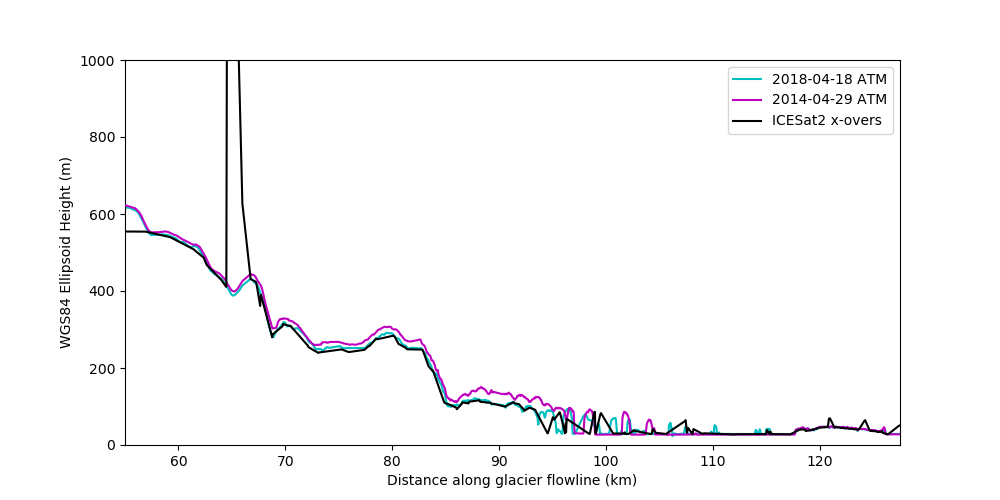 1000
800
600
400
200
0
WGS84 Ellipsoid Height (m)
2018-04-18 ATM
2014-04-29 ATM
ICESat2 x-overs
60 70 80 90 100 110 120
Distance along glacier flowline (km)